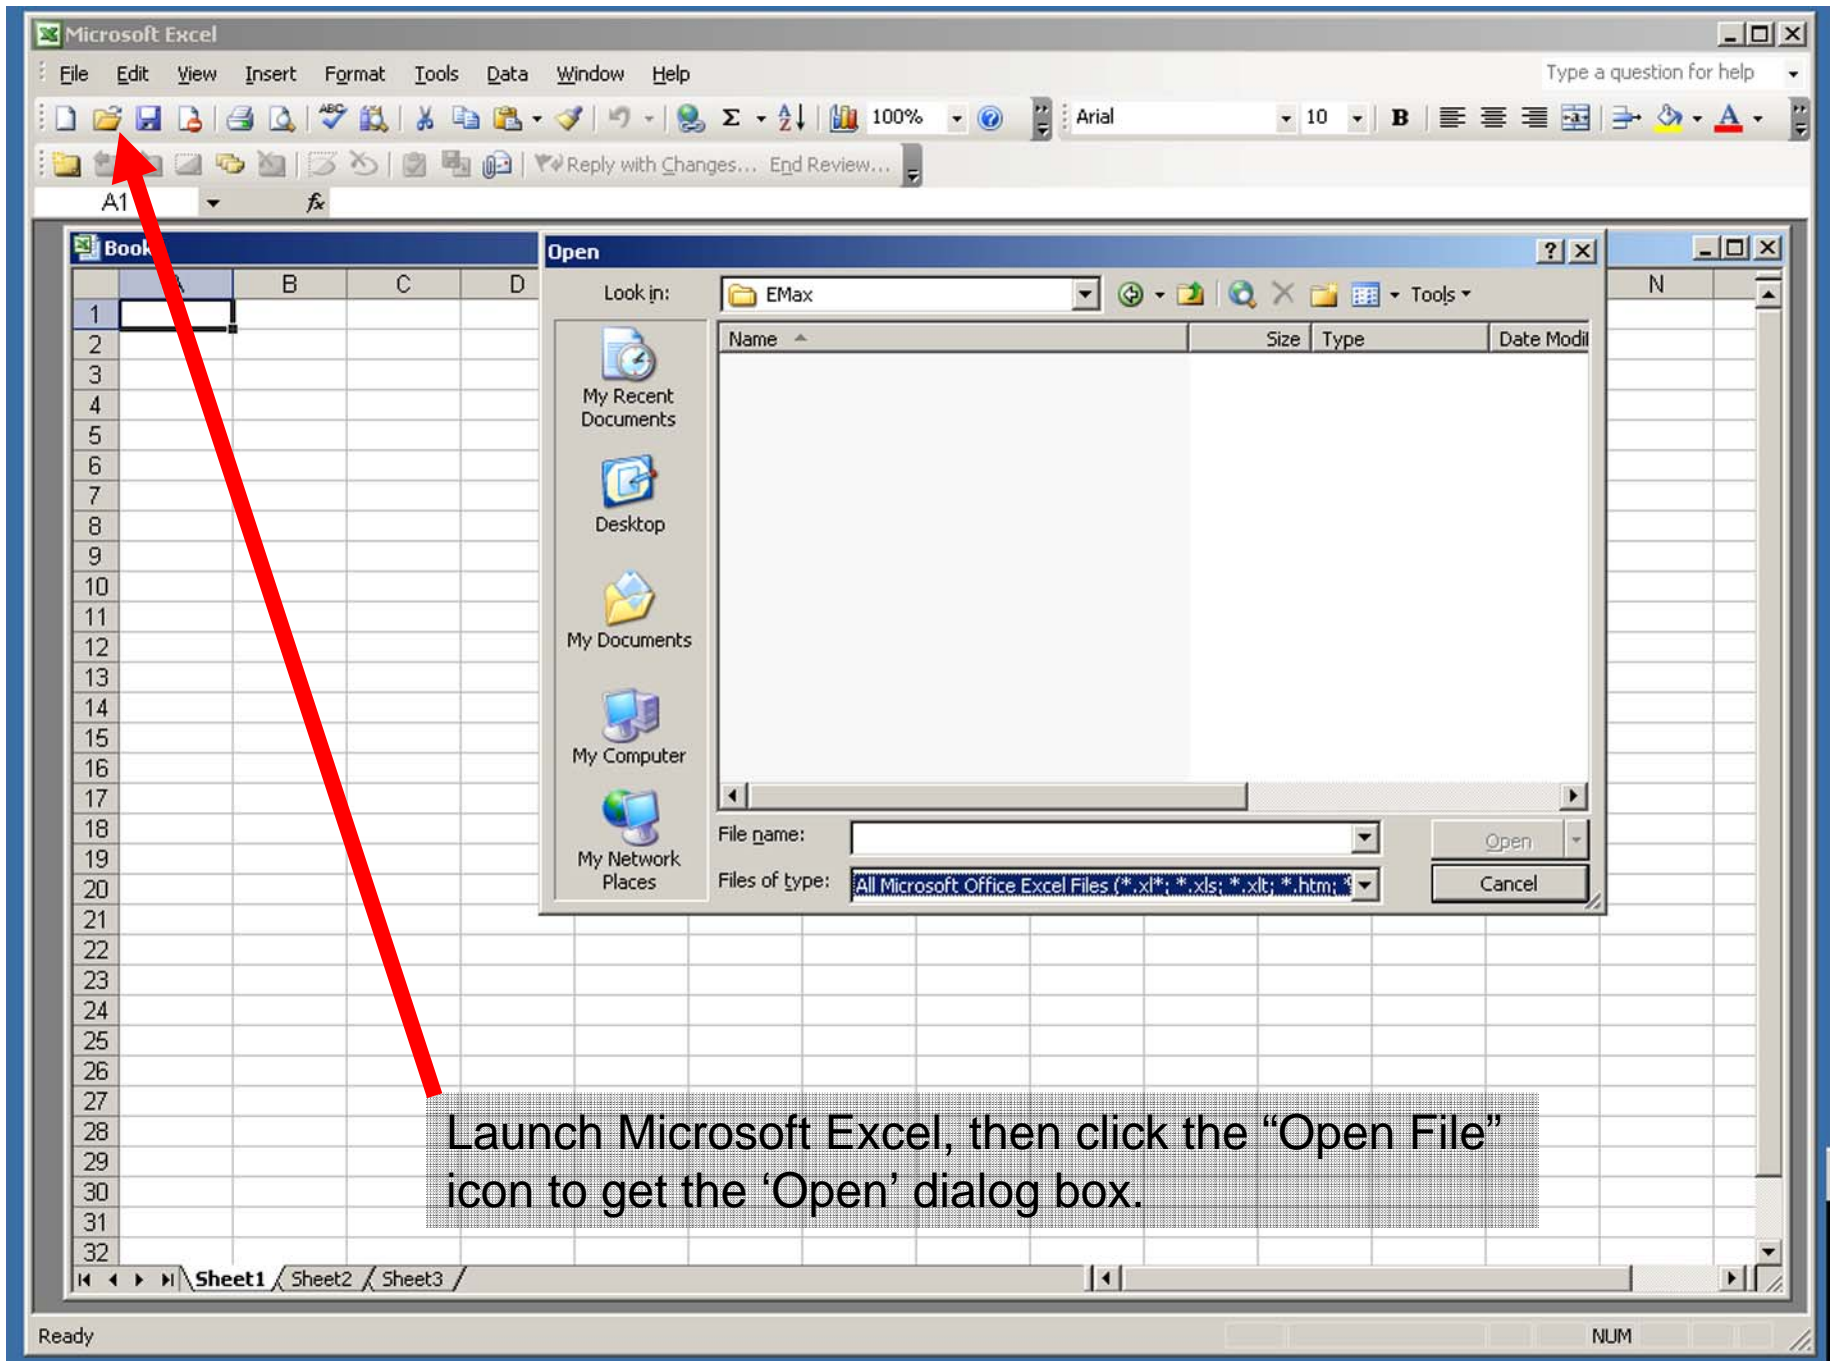 Microsoft Excel
File Edit View Insert Format Tools Data Window Help Type a question for help
ABC 100% Arial 10 B A
Reply with Changes... End Review...
A1 fx
Book
Open
A B C D N
Look in: EMax Tools
Name Size Type Date Modif
My Recent
Documents
Desktop
My Documents
My Computer
My Network
Places
File name: Open
Files of type: All Microsoft Office Excel Files (*.xl*; *.xls; *.xlt; *.htm; * Cancel
1
2
3
4
5
6
7
8
9
10
11
12
13
14
15
16
17
18
19
20
21
22
23
24
25
26
27
28
29
30
31
32
Launch Microsoft Excel, then click the “Open File”
icon to get the ‘Open’ dialog box.
Sheet1 Sheet2 Sheet3
Ready NUM